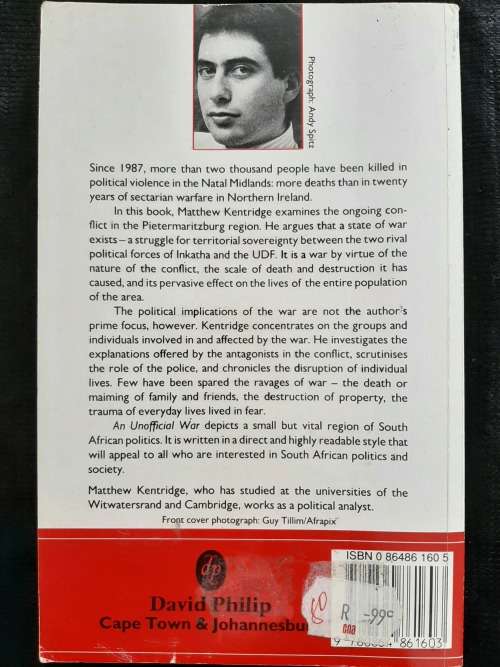 Photograph: Andy Spitz
Since 1987, more than two thousand people have been killed in
political violence in the Natal Midlands: more deaths than in twenty
years of sectarian warfare in Northern Ireland.
In this book, Matthew Kentridge examines the ongoing con-
flict in the Pietermaritzburg region. He argues that a state of war
exists – a struggle for territorial sovereignty between the two rival
political forces of Inkatha and the UDF. It is a war by virtue of the
nature of the conflict, the scale of death and destruction it has
caused, and its pervasive effect on the lives of the entire population
of the area.
The political implications of the war are not the author's
prime focus, however. Kentridge concentrates on the groups and
individuals involved in and affected by the war. He investigates the
explanations offered by the antagonists in the conflict, scrutinises
the role of the police, and chronicles the disruption of individual
lives. Few have been spared the ravages of war – the death or
maiming of family and friends, the destruction of property, the
trauma of everyday lives lived in fear.
An Unofficial War depicts a small but vital region of South
African politics. It is written in a direct and highly readable style that
will appeal to all who are interested in South African politics and
society.
Matthew Kentridge, who has studied at the universities of the
Witwatersrand and Cambridge, works as a political analyst.
Front cover photograph: Guy Tillim/Afrapix
dp
David Philip
Cape Town & Johannesbur
ISBN 0 86486 160 5
R -99c
861603